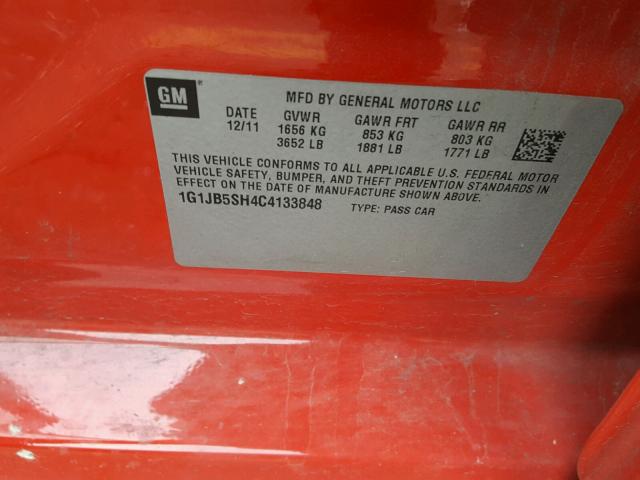 GM
MFD BY GENERAL MOTORS LLC
DATE GVWR GAWR FRT GAWR RR
12/11 1656 KG 853 KG 803 KG
3652 LB 1881 LB 1771 LB
THIS VEHICLE CONFORMS TO ALL APPLICABLE U.S. FEDERAL MOTOR
VEHICLE SAFETY, BUMPER, AND THEFT PREVENTION STANDARDS IN
EFFECT ON THE DATE OF MANUFACTURE SHOWN ABOVE.
1G1JB5SH4C4133848 TYPE: PASS CAR